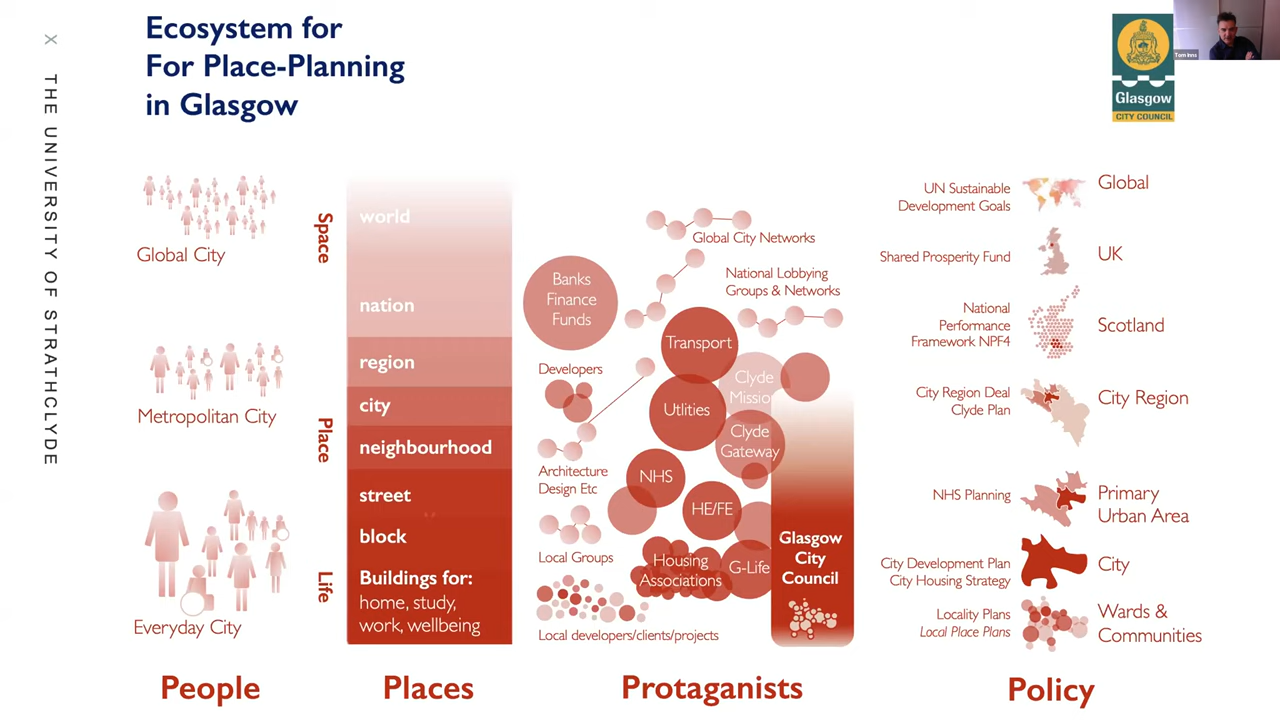 Ecosystem for
For Place-Planning
in Glasgow
X THE UNIVERSITY OF STRATHCLYDE
Glasgow
CITY COUNCIL
Tom Inns
Global City
Metropolitan City
Everyday City
People
Space
Place
Life
world
nation
region
city
neighbourhood
street
block
Buildings for:
home, study,
work, wellbeing
Places
Global City Networks
National Lobbying
Groups & Networks
Banks
Finance
Funds
Transport
Developers
Clyde
Missio
Utlities
Clyde
Gateway
Architecture
Design Etc
NHS
HE/FE
Local Groups
Housing
Associations
G-Life
Glasgow
City
Council
Local developers/clients/projects
Protaganists
UN Sustainable
Development Goals
Global
Shared Prosperity Fund
UK
National
Performance
Framework NPF4
Scotland
City Region Deal
Clyde Plan
City Region
NHS Planning
Primary
Urban Area
City Development Plan
City Housing Strategy
City
Locality Plans
Local Place Plans
Wards &
Communities
Policy